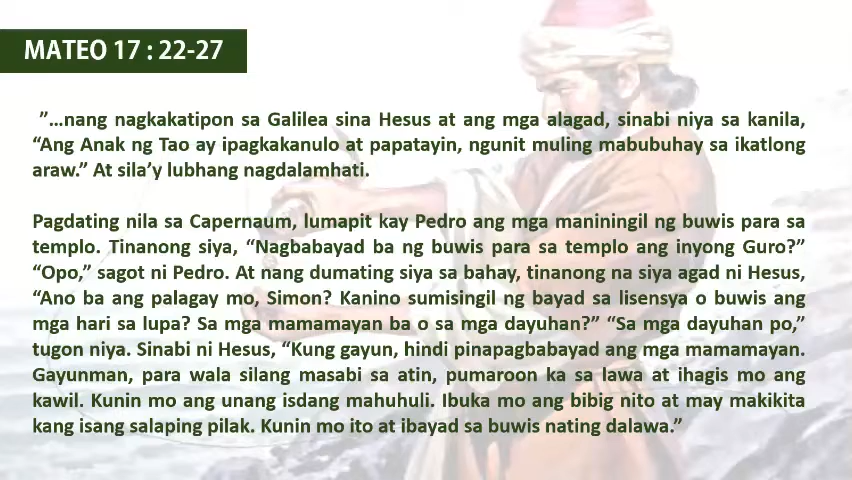 MATEO 17 : 22-27
”...nang nagkakatipon sa Galilea sina Hesus at ang mga alagad, sinabi niya sa kanila,
“Ang Anak ng Tao ay ipagkakanulo at papatayin, ngunit muling mabubuhay sa ikatlong
araw.” At sila’y lubhang nagdalamhati.
Pagdating nila sa Capernaum, lumapit kay Pedro ang mga maniningil ng buwis para sa
templo. Tinanong siya, “Nagbabayad ba ng buwis para sa templo ang inyong Guro?”
“Opo,” sagot ni Pedro. At nang dumating siya sa bahay, tinanong na siya agad ni Hesus,
“Ano ba ang palagay mo, Simon? Kanino sumisingil ng bayad sa lisensya o buwis ang
mga hari sa lupa? Sa mga mamamayan ba o sa mga dayuhan?” “Sa mga dayuhan po,”
tugon niya. Sinabi ni Hesus, “Kung gayun, hindi pinapagbabayad ang mga mamamayan.
Gayunman, para wala silang masabi sa atin, pumaroon ka sa lawa at ihagis mo ang
kawil. Kunin mo ang unang isdang mahuhuli. Ibuka mo ang bibig nito at may makikita
kang isang salaping pilak. Kunin mo ito at ibayad sa buwis nating dalawa.”